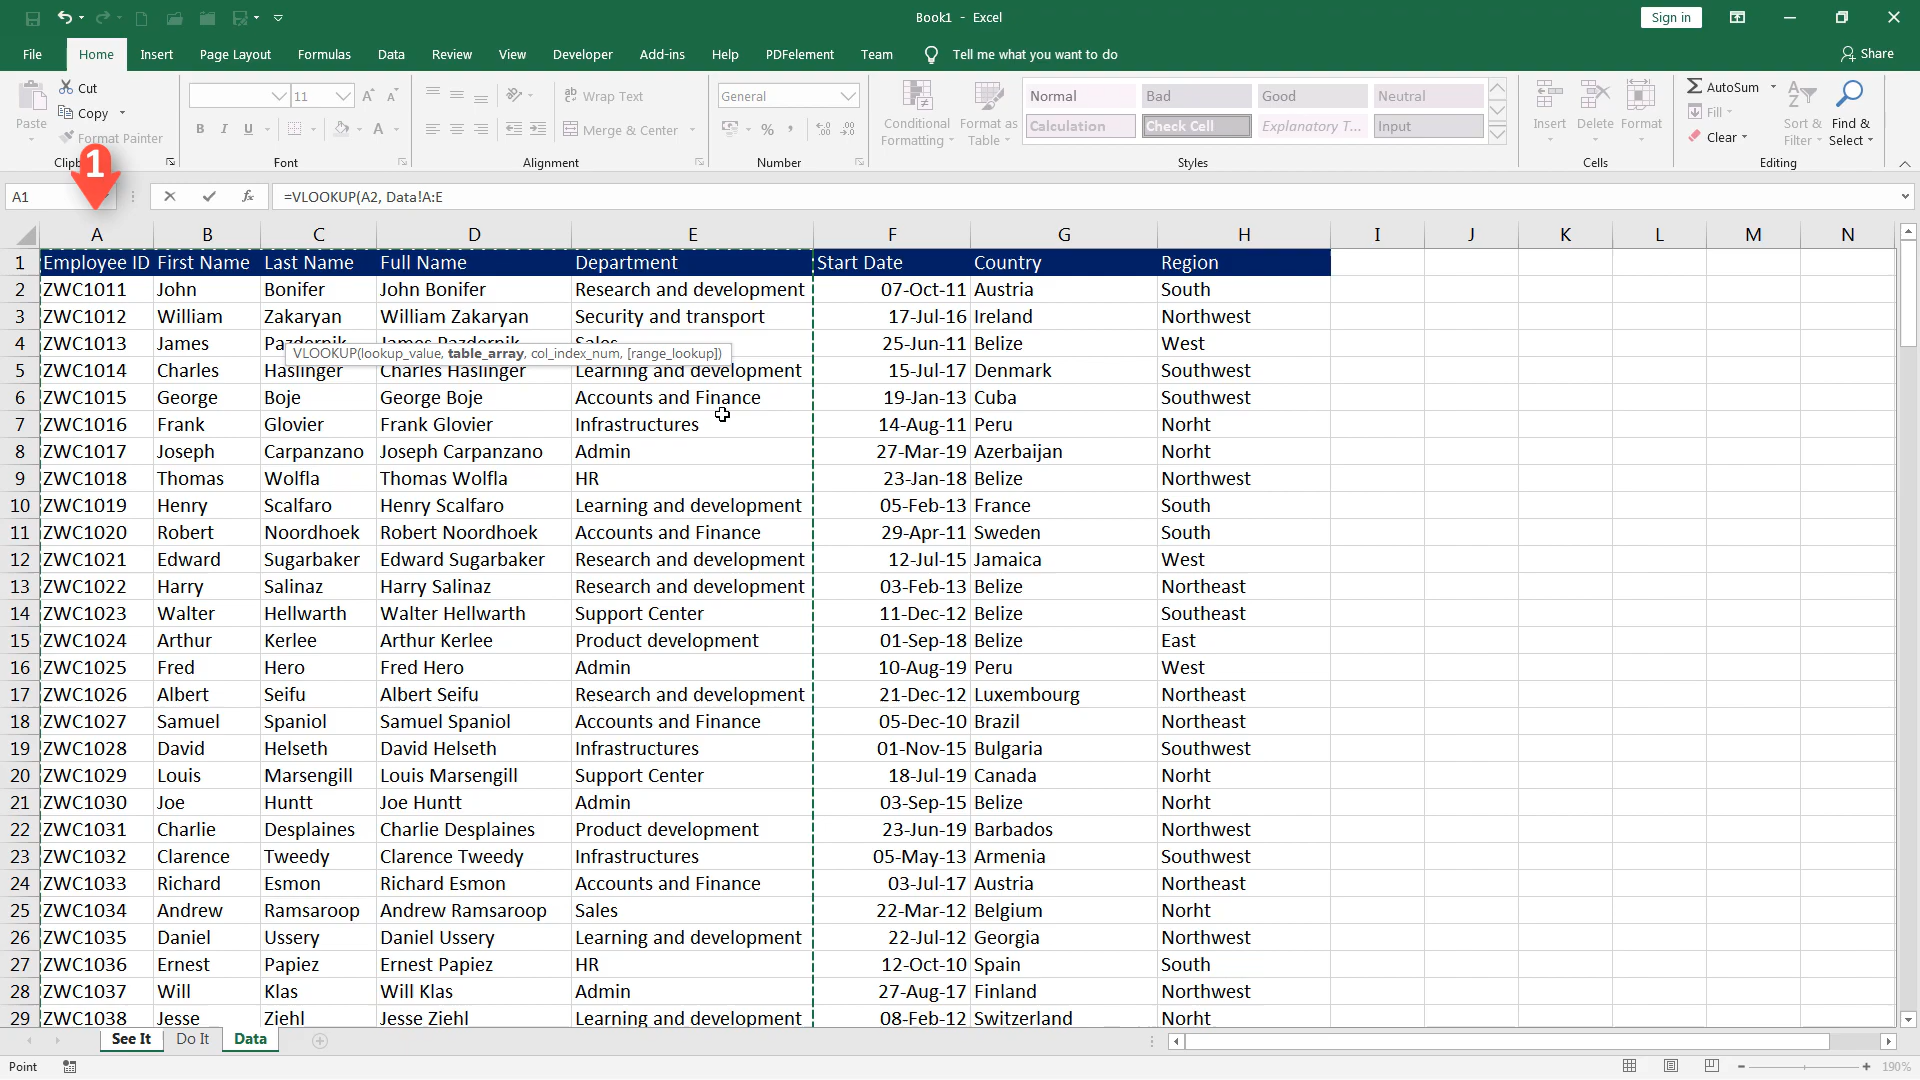 Book1 - Excel
Sign in
File Home Insert Page Layout Formulas Data Review View Developer Add-ins Help PDFelement Team Tell me what you want to do Share
Paste
Cut
Copy
Format Painter
Clipb
11
B I U
Font
Wrap Text
Merge & Center
Alignment
General
%
Number
Conditional Formatting
Format as Table
Normal Bad Good Neutral
Calculation Check Cell Explanatory T... Input
Styles
Insert Delete Format
Cells
AutoSum
Fill
Clear
Sort & Filter
Find & Select
Editing
1
A1 fx =VLOOKUP(A2, Data!A:E
A B C D E F G H I J K L M N
1 Employee ID First Name Last Name Full Name Department Start Date Country Region
2 ZWC1011 John Bonifer John Bonifer Research and development 07-Oct-11 Austria South
3 ZWC1012 William Zakaryan William Zakaryan Security and transport 17-Jul-16 Ireland Northwest
4 ZWC1013 James Pazdernik James Pazdernik Sales 25-Jun-11 Belize West
VLOOKUP(lookup_value, table_array, col_index_num, [range_lookup])
5 ZWC1014 Charles Haslinger Charles Haslinger Learning and development 15-Jul-17 Denmark Southwest
6 ZWC1015 George Boje George Boje Accounts and Finance 19-Jan-13 Cuba Southwest
7 ZWC1016 Frank Glovier Frank Glovier Infrastructures 14-Aug-11 Peru Norht
8 ZWC1017 Joseph Carpanzano Joseph Carpanzano Admin 27-Mar-19 Azerbaijan Norht
9 ZWC1018 Thomas Wolfla Thomas Wolfla HR 23-Jan-18 Belize Northwest
10 ZWC1019 Henry Scalfaro Henry Scalfaro Learning and development 05-Feb-13 France South
11 ZWC1020 Robert Noordhoek Robert Noordhoek Accounts and Finance 29-Apr-11 Sweden South
12 ZWC1021 Edward Sugarbaker Edward Sugarbaker Research and development 12-Jul-15 Jamaica West
13 ZWC1022 Harry Salinaz Harry Salinaz Research and development 03-Feb-13 Belize Northeast
14 ZWC1023 Walter Hellwarth Walter Hellwarth Support Center 11-Dec-12 Belize Southeast
15 ZWC1024 Arthur Kerlee Arthur Kerlee Product development 01-Sep-18 Belize East
16 ZWC1025 Fred Hero Fred Hero Admin 10-Aug-19 Peru West
17 ZWC1026 Albert Seifu Albert Seifu Research and development 21-Dec-12 Luxembourg Northeast
18 ZWC1027 Samuel Spaniol Samuel Spaniol Accounts and Finance 05-Dec-10 Brazil Northeast
19 ZWC1028 David Helseth David Helseth Infrastructures 01-Nov-15 Bulgaria Southwest
20 ZWC1029 Louis Marsengill Louis Marsengill Support Center 18-Jul-19 Canada Norht
21 ZWC1030 Joe Huntt Joe Huntt Admin 03-Sep-15 Belize Norht
22 ZWC1031 Charlie Desplaines Charlie Desplaines Product development 23-Jun-19 Barbados Northwest
23 ZWC1032 Clarence Tweedy Clarence Tweedy Infrastructures 05-May-13 Armenia Southwest
24 ZWC1033 Richard Esmon Richard Esmon Accounts and Finance 03-Jul-17 Austria Northeast
25 ZWC1034 Andrew Ramsaroop Andrew Ramsaroop Sales 22-Mar-12 Belgium Norht
26 ZWC1035 Daniel Ussery Daniel Ussery Learning and development 22-Jul-12 Georgia Northwest
27 ZWC1036 Ernest Papiez Ernest Papiez HR 12-Oct-10 Spain South
28 ZWC1037 Will Klas Will Klas Admin 27-Aug-17 Finland Northwest
29 ZWC1038 Jesse Ziehl Jesse Ziehl Learning and development 08-Feb-12 Switzerland Norht
See It Do It Data
Point 190%